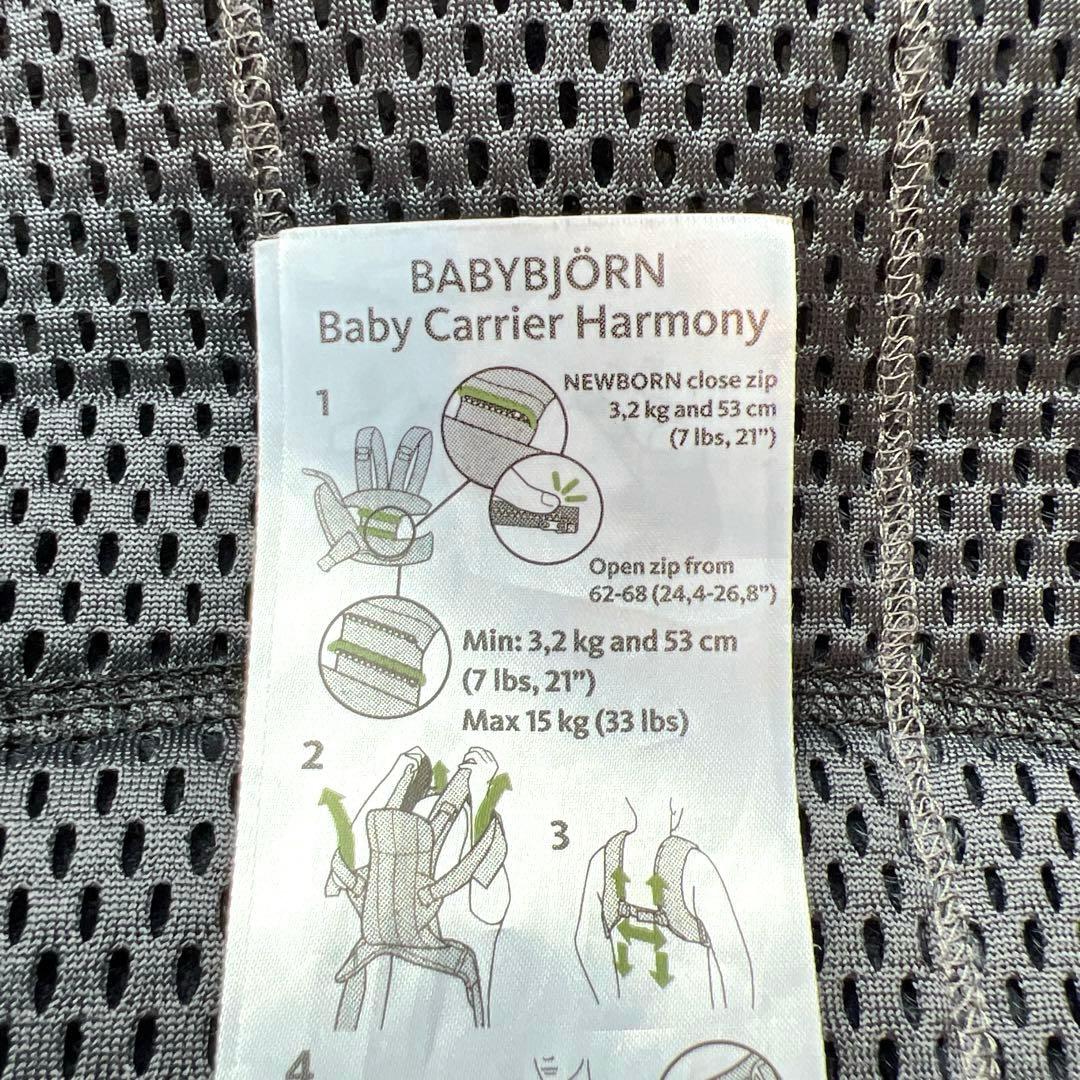 BABYBJÖRN
Baby Carrier Harmony
1
NEWBORN close zip
3,2 kg and 53 cm
(7 lbs, 21”)
Open zip from
62-68 (24,4-26,8”)
Min: 3,2 kg and 53 cm
(7 lbs, 21”)
Max 15 kg (33 lbs)
2
3
4